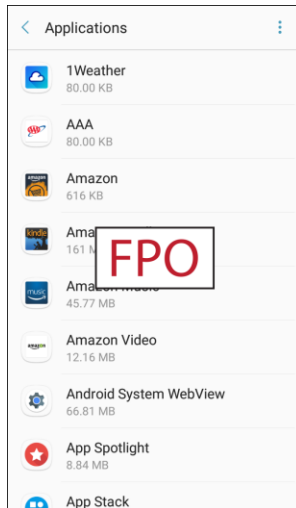 Applications
1Weather
80.00 KB
AAA
80.00 KB
Amazon
616 KB
161
FPO
45.77 MB
Amazon Video
12.16 MB
Android System WebView
66.81 MB
App Spotlight
8.84 MB
App Stack